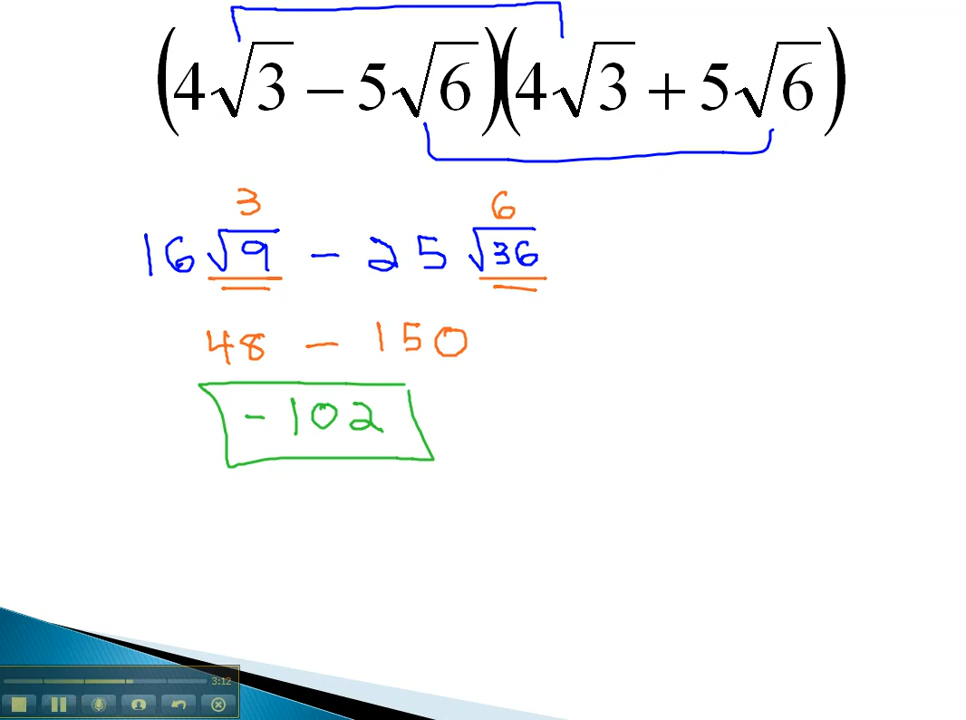 (4√3 − 5√6)(4√3 + 5√6)
3 6
16√9 − 25√36
48 − 150
-102
3:12